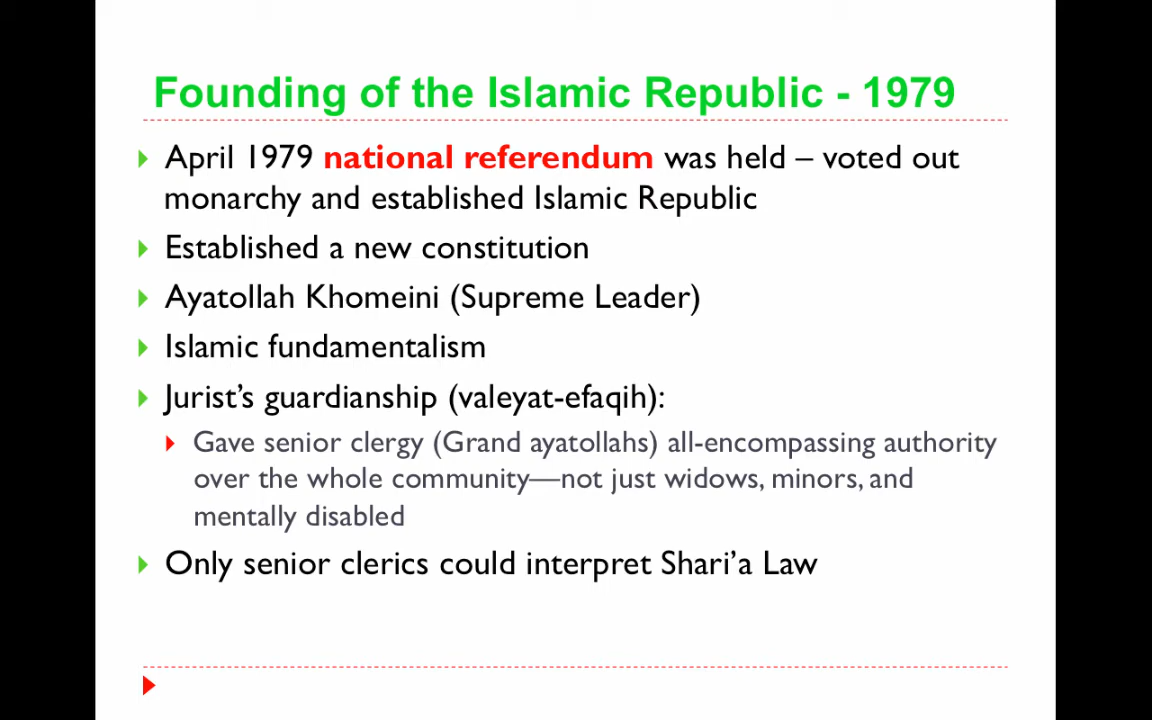 Founding of the Islamic Republic - 1979
April 1979 national referendum was held – voted out
monarchy and established Islamic Republic
Established a new constitution
Ayatollah Khomeini (Supreme Leader)
Islamic fundamentalism
Jurist’s guardianship (valeyat-efaqih):
Gave senior clergy (Grand ayatollahs) all-encompassing authority
over the whole community—not just widows, minors, and
mentally disabled
Only senior clerics could interpret Shari’a Law